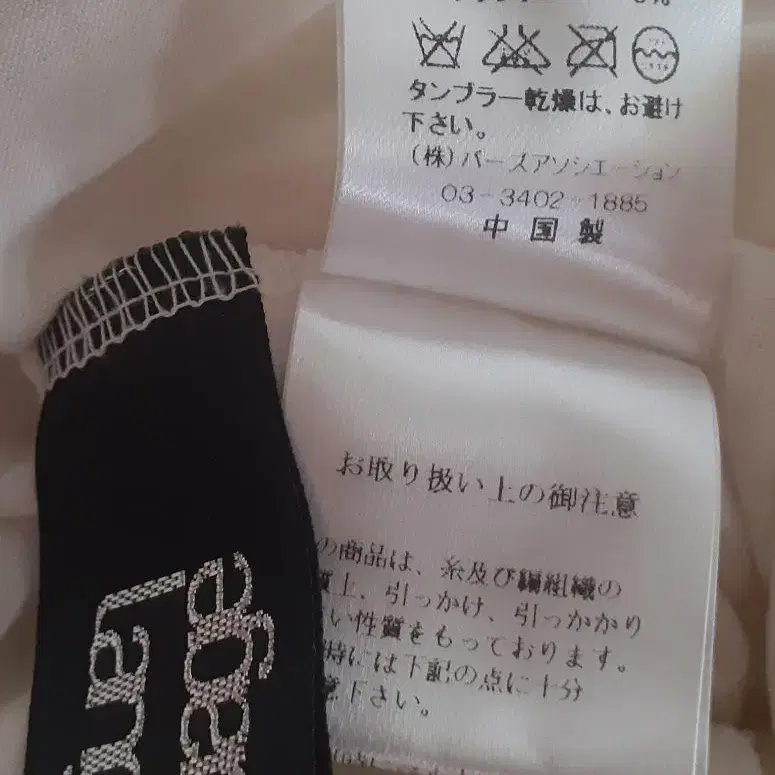 タンブラー乾燥は、お避け
下さい。
(株)バーズアソシエーション
03-3402-1885
中国製
お取り扱い上の御注意
の商品は、糸及び編組織の
質上、引っかけ、引っかかり
い性質をもっております。
時には下記の点に十分
意下さい。